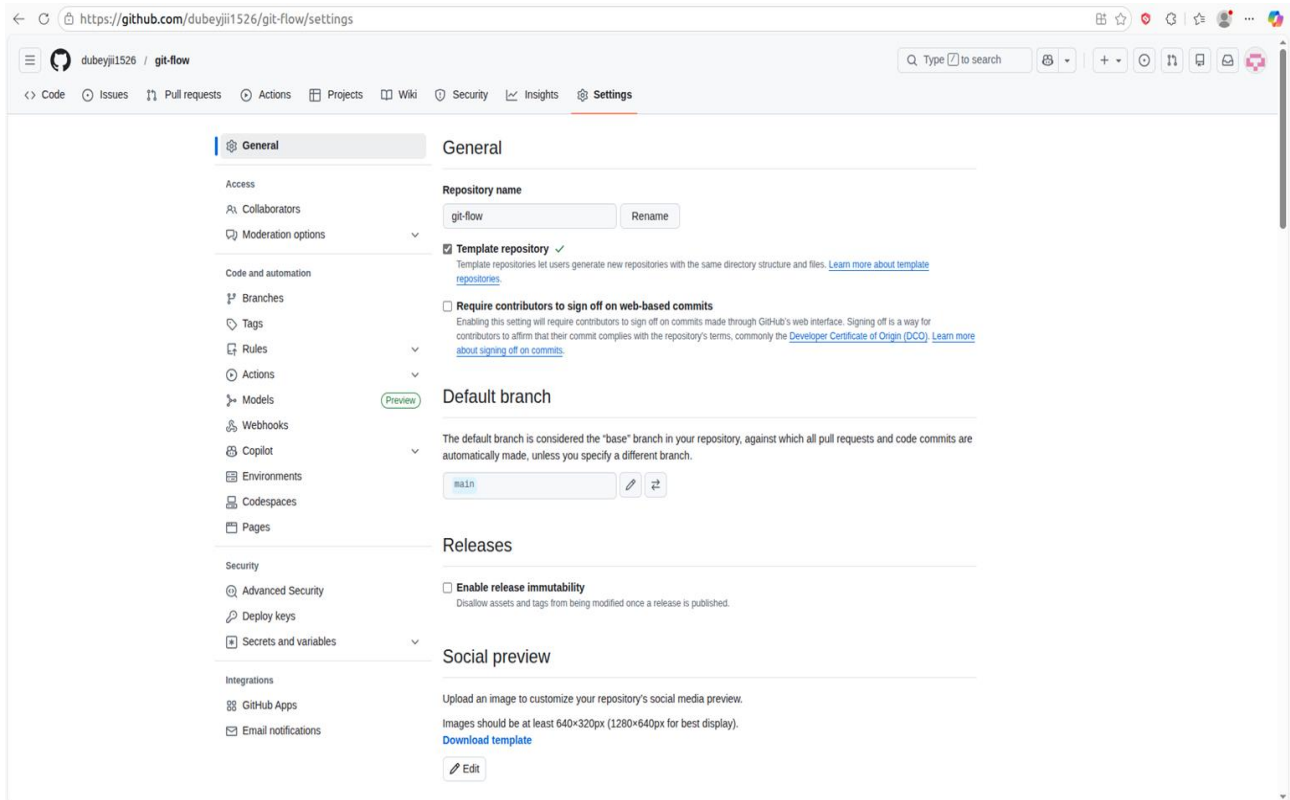 https://github.com/dubeyjii1526/git-flow/settings
dubeyjii1526 / git-flow
Type / to search
Code Issues Pull requests Actions Projects Wiki Security Insights Settings
General
Access
Collaborators
Moderation options
Code and automation
Branches
Tags
Rules
Actions
Models Preview
Webhooks
Copilot
Environments
Codespaces
Pages
Security
Advanced Security
Deploy keys
Secrets and variables
Integrations
GitHub Apps
Email notifications
General
Repository name
git-flow Rename
Template repository
Template repositories let users generate new repositories with the same directory structure and files. Learn more about template
repositories.
Require contributors to sign off on web-based commits
Enabling this setting will require contributors to sign off on commits made through GitHub's web interface. Signing off is a way for
contributors to affirm that their commit complies with the repository's terms, commonly the Developer Certificate of Origin (DCO). Learn more
about signing off on commits.
Default branch
The default branch is considered the “base” branch in your repository, against which all pull requests and code commits are
automatically made, unless you specify a different branch.
main
Releases
Enable release immutability
Disallow assets and tags from being modified once a release is published.
Social preview
Upload an image to customize your repository's social media preview.
Images should be at least 640×320px (1280×640px for best display).
Download template
Edit